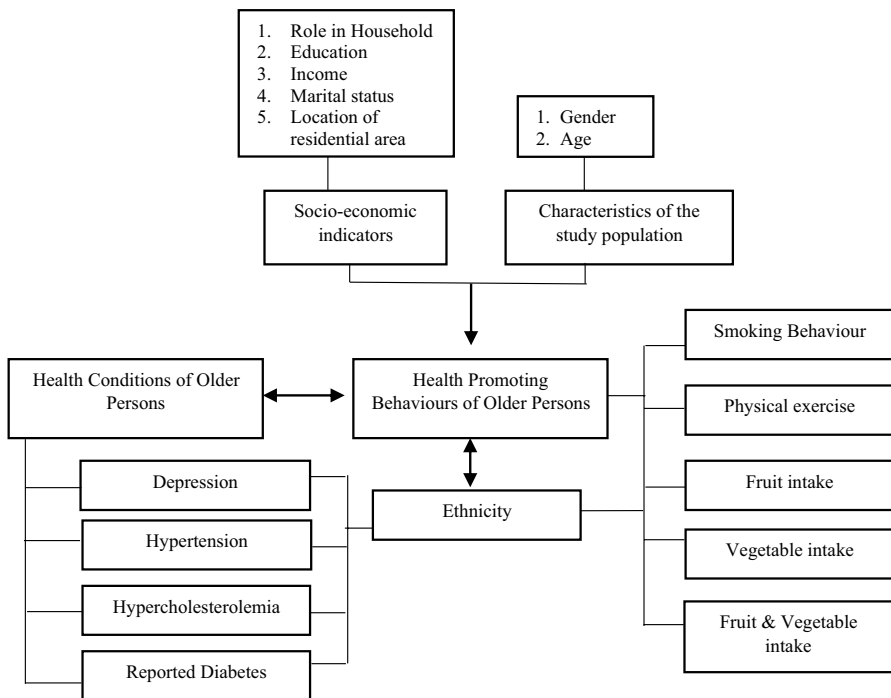 1. Role in Household
2. Education
3. Income
4. Marital status
5. Location of
residential area
1. Gender
2. Age
Socio-economic
indicators
Characteristics of the
study population
Smoking Behaviour
Health Conditions of Older
Persons
Health Promoting
Behaviours of Older Persons
Physical exercise
Depression
Fruit intake
Ethnicity
Hypertension
Vegetable intake
Hypercholesterolemia
Fruit & Vegetable
intake
Reported Diabetes